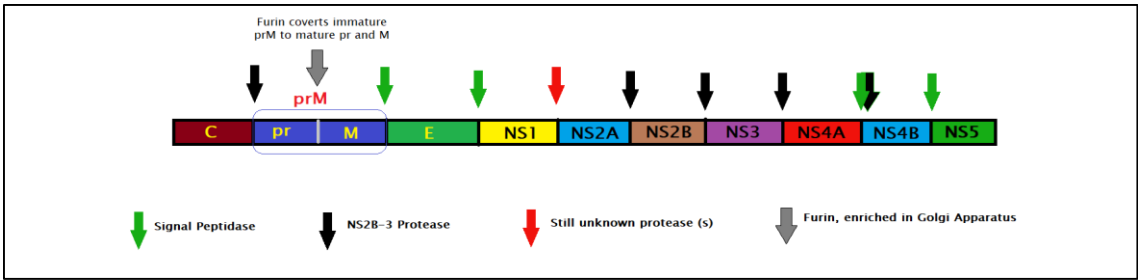 Furin coverts immature
prM to mature pr and M
prM
C pr M E NS1 NS2A NS2B NS3 NS4A NS4B NS5
Signal Peptidase
NS2B-3 Protease
Still unknown protease (s)
Furin, enriched in Golgi Apparatus